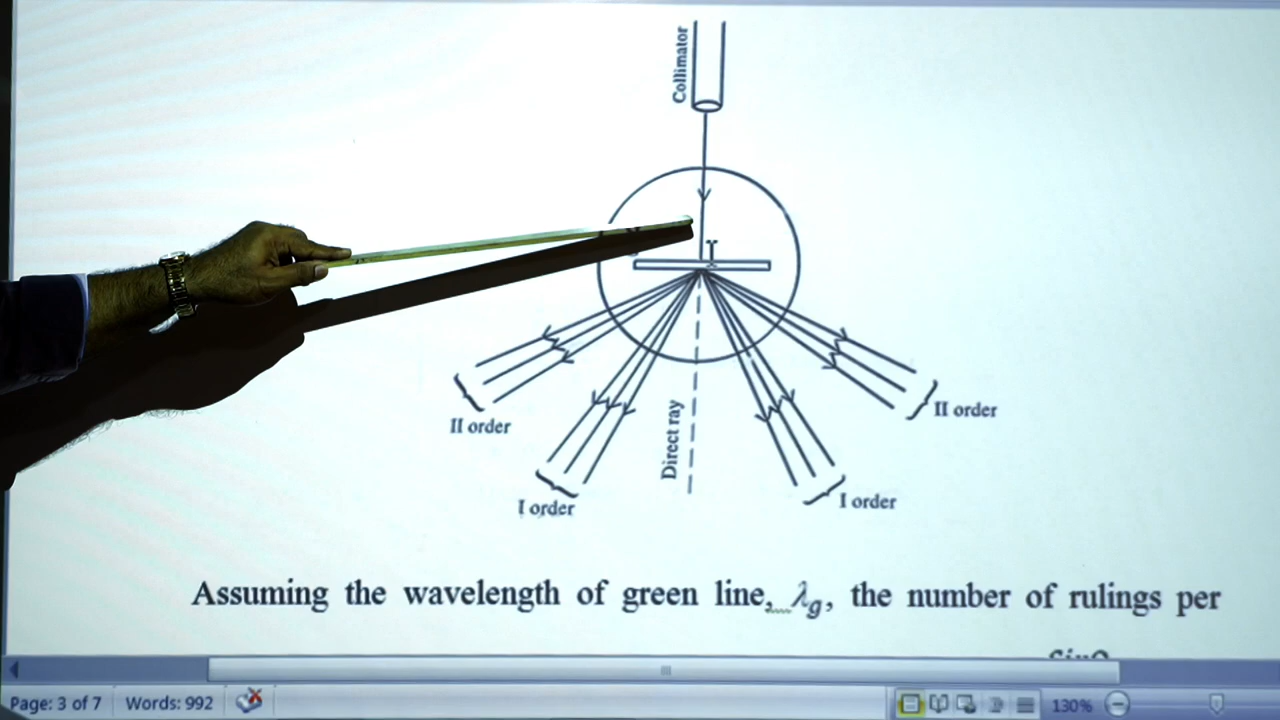 Collimator
II order
II order
Direct ray
I order
I order
Assuming the wavelength of green line, λg, the number of rulings per
Page: 3 of 7 Words: 992 130%